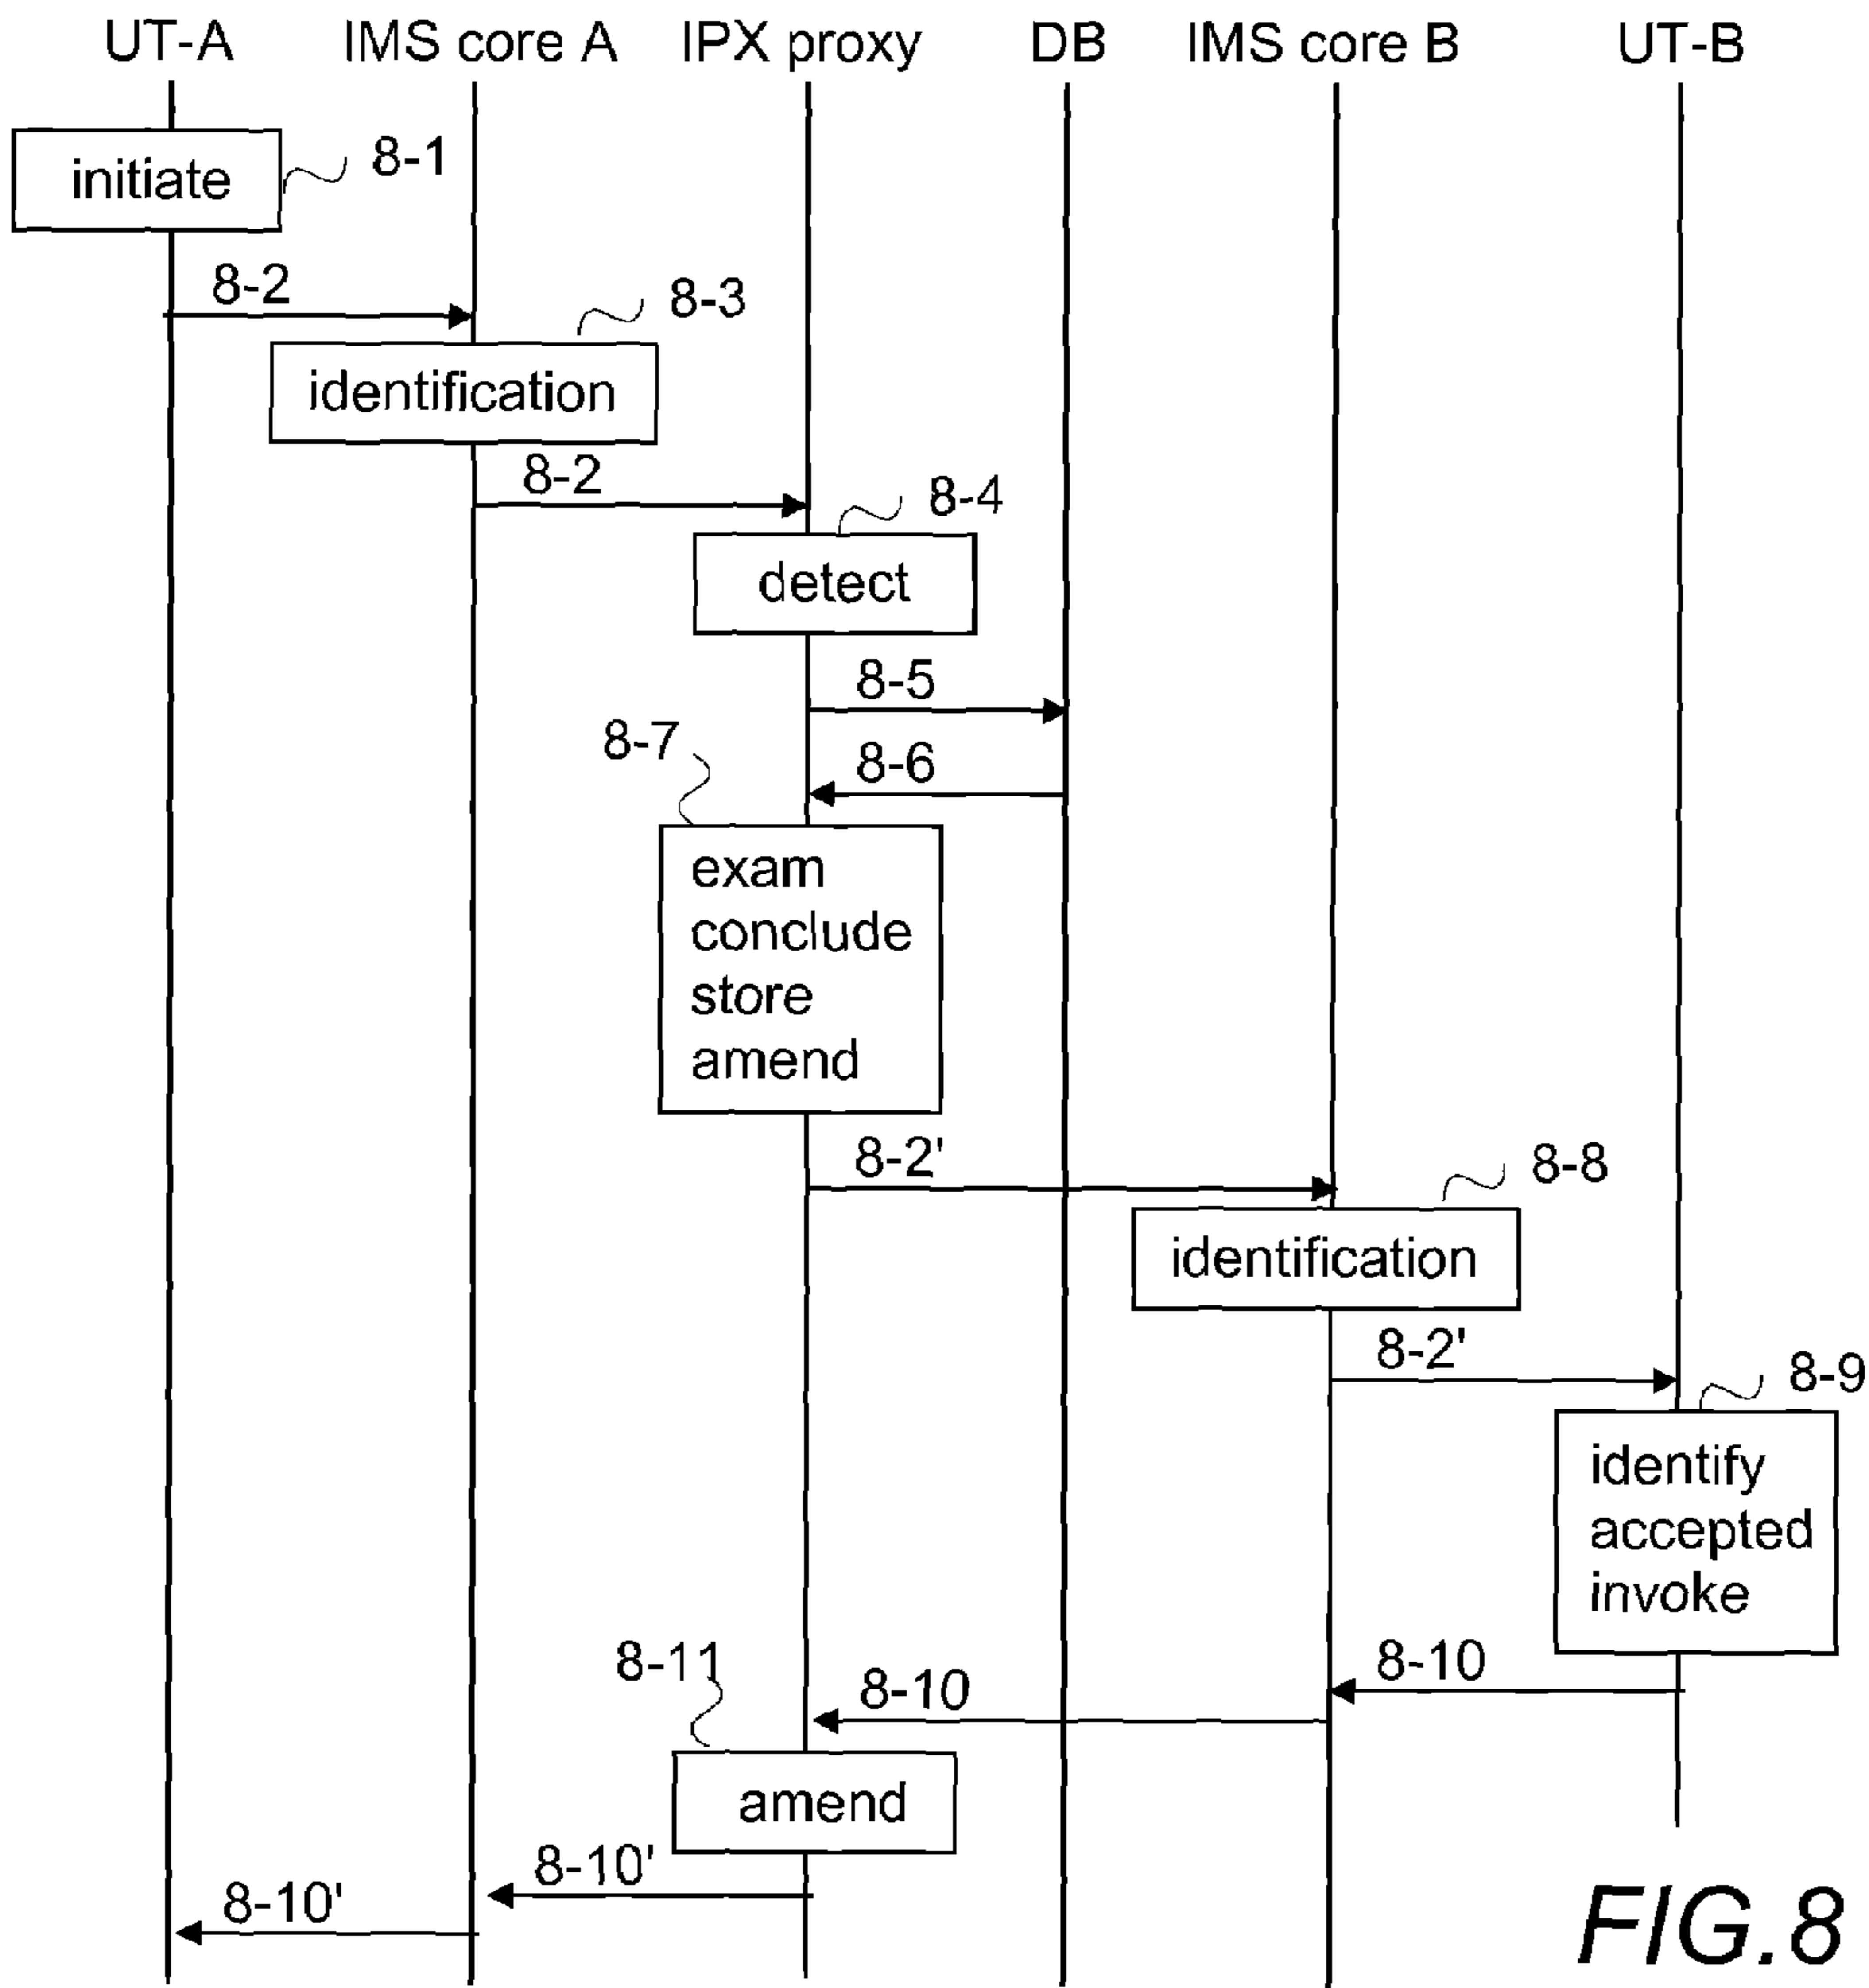 UT-A IMS core A IPX proxy DB IMS core B UT-B
initiate 8-1
8-2
8-3
identification
8-2
8-4
detect
8-5
8-7
8-6
exam
conclude
store
amend
8-2'
8-8
identification
8-2'
8-9
identify
accepted
invoke
8-11
8-10
8-10
amend
8-10'
8-10'
FIG.8